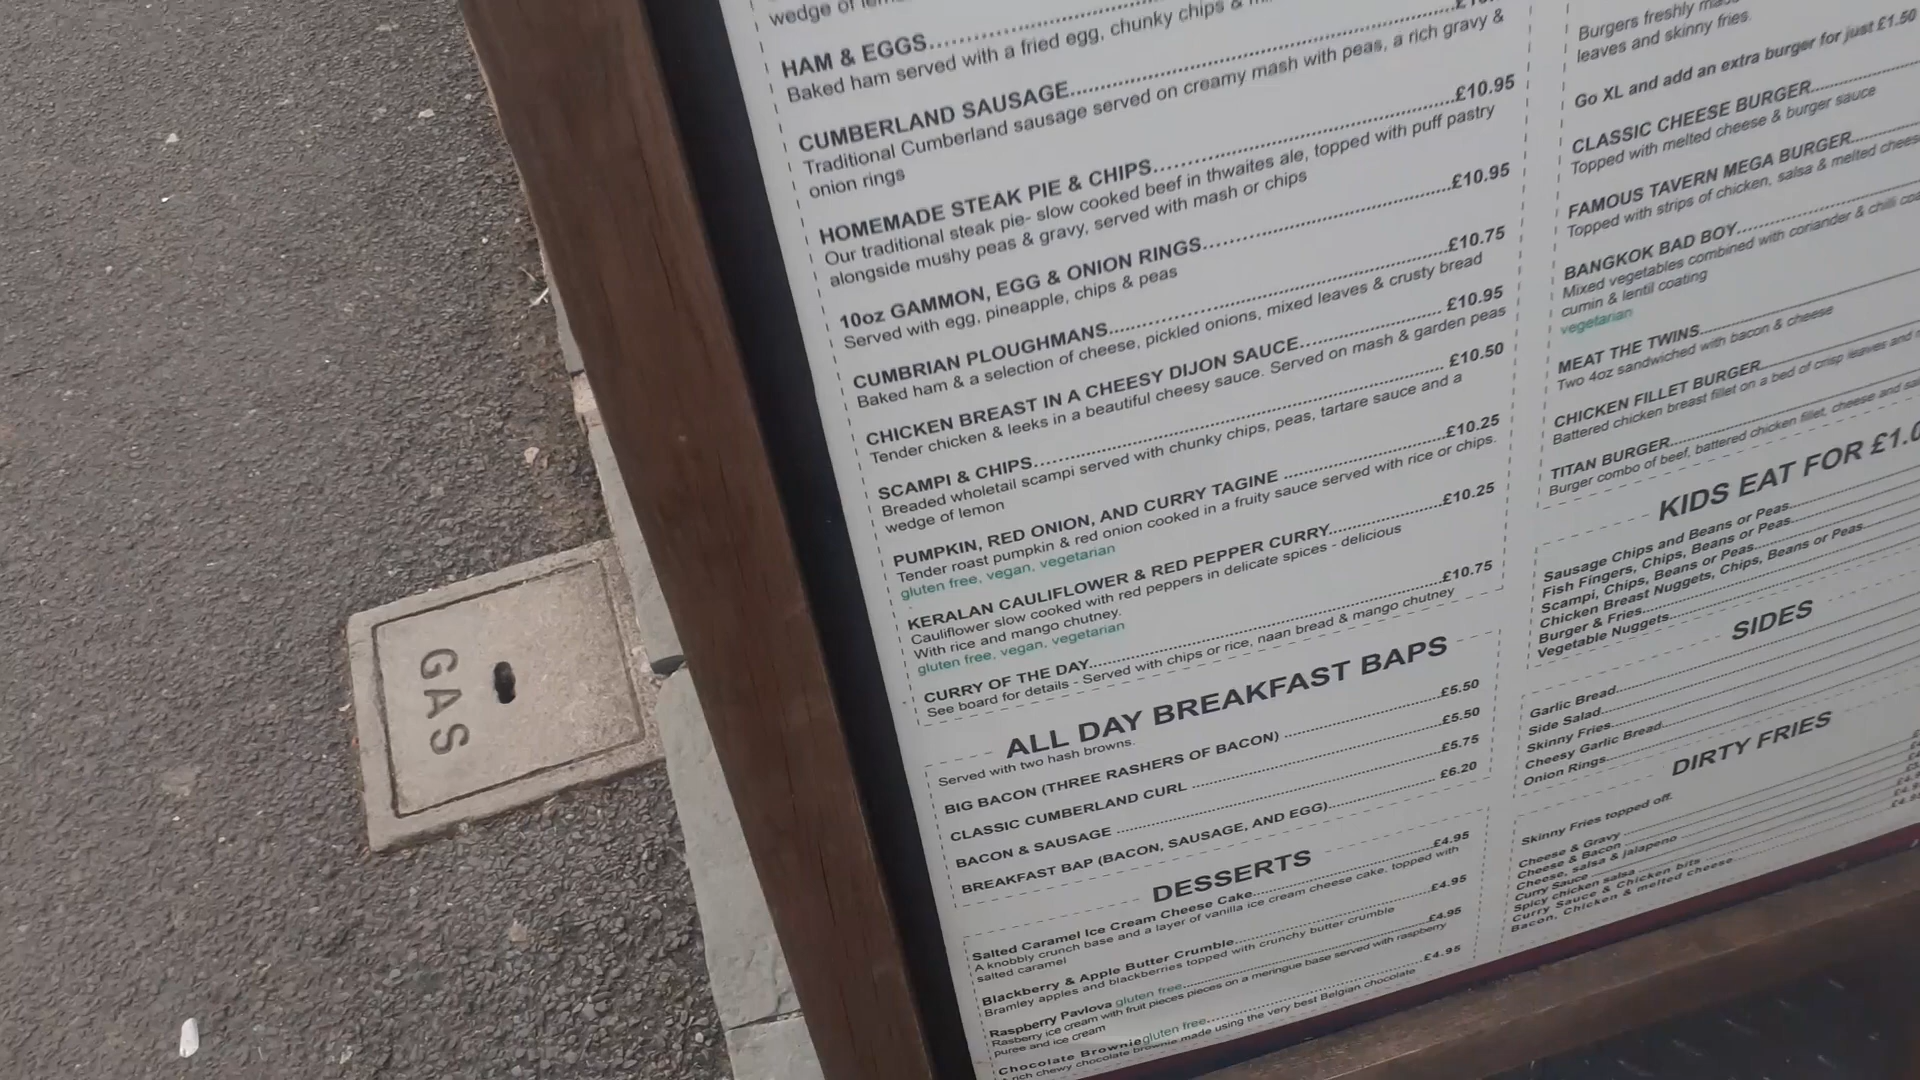 wedge of
HAM & EGGS
Baked ham served with a fried egg, chunky chips &
CUMBERLAND SAUSAGE
Traditional Cumberland sausage served on creamy mash with peas, a rich gravy &
onion rings
HOMEMADE STEAK PIE & CHIPS £10.95
Our traditional steak pie- slow cooked beef in thwaites ale, topped with puff pastry
alongside mushy peas & gravy, served with mash or chips
10oz GAMMON, EGG & ONION RINGS £10.95
Served with egg, pineapple, chips & peas
CUMBRIAN PLOUGHMANS £10.75
Baked ham & a selection of cheese, pickled onions, mixed leaves & crusty bread
CHICKEN BREAST IN A CHEESY DIJON SAUCE £10.95
Tender chicken & leeks in a beautiful cheesy sauce. Served on mash & garden peas
SCAMPI & CHIPS £10.50
Breaded wholetail scampi served with chunky chips, peas, tartare sauce and a
wedge of lemon
PUMPKIN, RED ONION, AND CURRY TAGINE £10.25
Tender roast pumpkin & red onion cooked in a fruity sauce served with rice or chips.
gluten free, vegan, vegetarian
KERALAN CAULIFLOWER & RED PEPPER CURRY £10.25
Cauliflower slow cooked with red peppers in delicate spices - delicious
With rice and mango chutney.
gluten free, vegan, vegetarian
CURRY OF THE DAY £10.75
See board for details - Served with chips or rice, naan bread & mango chutney
ALL DAY BREAKFAST BAPS
Served with two hash browns.
BIG BACON (THREE RASHERS OF BACON) £5.50
CLASSIC CUMBERLAND CURL £5.50
BACON & SAUSAGE £5.75
BREAKFAST BAP (BACON, SAUSAGE, AND EGG) £6.20
DESSERTS
Salted Caramel Ice Cream Cheese Cake £4.95
A knobbly crunch base and a layer of vanilla ice cream cheese cake, topped with
salted caramel
Blackberry & Apple Butter Crumble £4.95
Bramley apples and blackberries topped with crunchy butter crumble
Raspberry Pavlova gluten free £4.95
Rasberry ice cream with fruit pieces pieces on a meringue base served with raspberry
puree and ice cream
Chocolate Brownie gluten free £4.95
rich chewy chocolate brownie made using the very best Belgian chocolate
Burgers freshly
leaves and skinny fries.
Go XL and add an extra burger for just £1.50
CLASSIC CHEESE BURGER
Topped with melted cheese & burger sauce
FAMOUS TAVERN MEGA BURGER
Topped with strips of chicken, salsa & melted
BANGKOK BAD BOY
Mixed vegetables combined with coriander & chilli
cumin & lentil coating
vegetarian
MEAT THE TWINS
Two 4oz sandwiched with bacon & cheese
CHICKEN FILLET BURGER
Battered chicken breast fillet on a bed of crisp leaves and
TITAN BURGER
Burger combo of beef, battered chicken fillet, cheese and
KIDS EAT FOR
Sausage Chips and Beans or Peas
Fish Fingers, Chips, Beans or Peas
Scampi, Chips, Beans or Peas
Chicken Breast Nuggets, Chips, Beans or Peas
Burger & Fries
Vegetable Nuggets
SIDES
Garlic Bread
Side Salad
Skinny Fries
Cheesy Garlic Bread
Onion Rings
DIRTY FRIES
Skinny Fries topped off.
Cheese & Gravy
Cheese & Bacon
Cheese, salsa & jalapeno
Curry Sauce
Spicy chicken salsa
Curry Sauce & Chicken bits
Bacon, Chicken & melted cheese
GAS